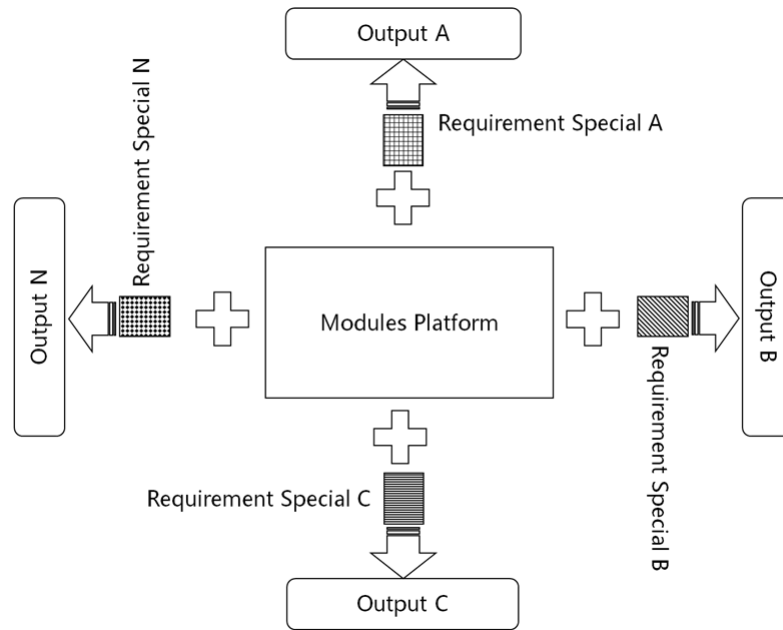 Output A
Requirement Special A
Requirement Special N
Output N
Modules Platform
Output B
Requirement Special B
Requirement Special C
Output C